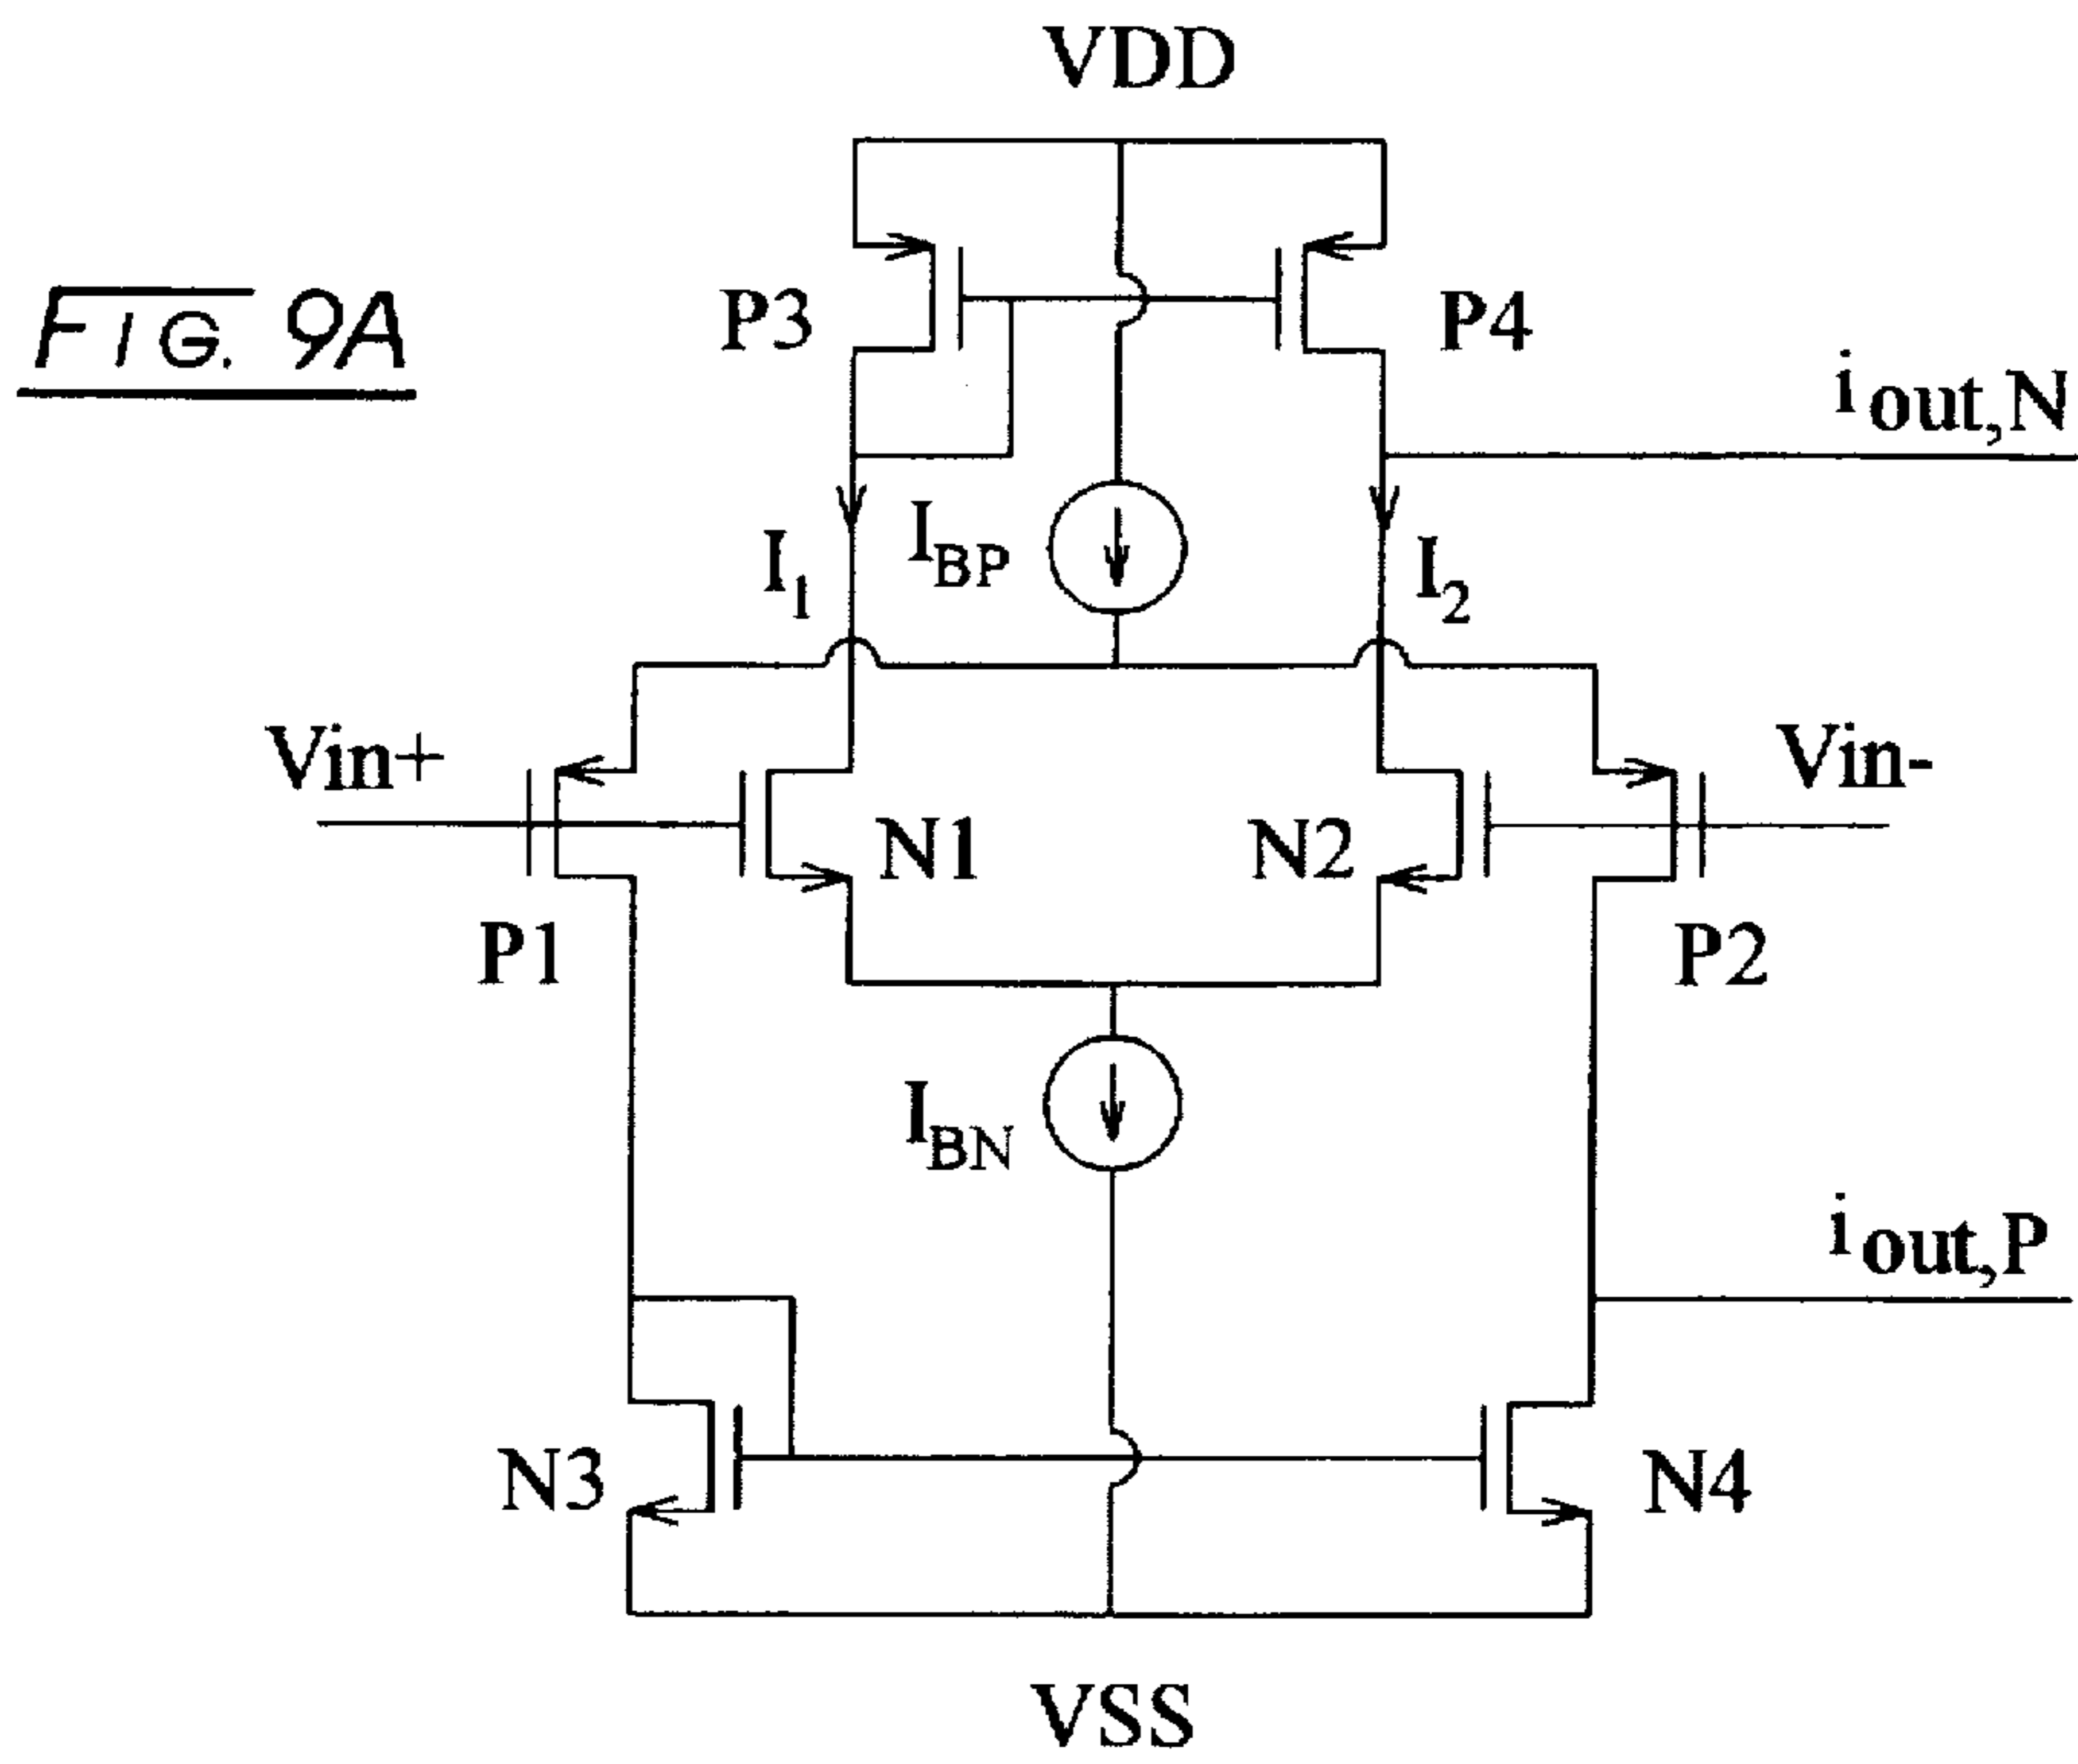 VDD
FIG. 9A
P3
P4
i out,N
I1
IBP
I2
Vin+
Vin-
N1
N2
P1
P2
IBN
i out,P
N3
N4
VSS